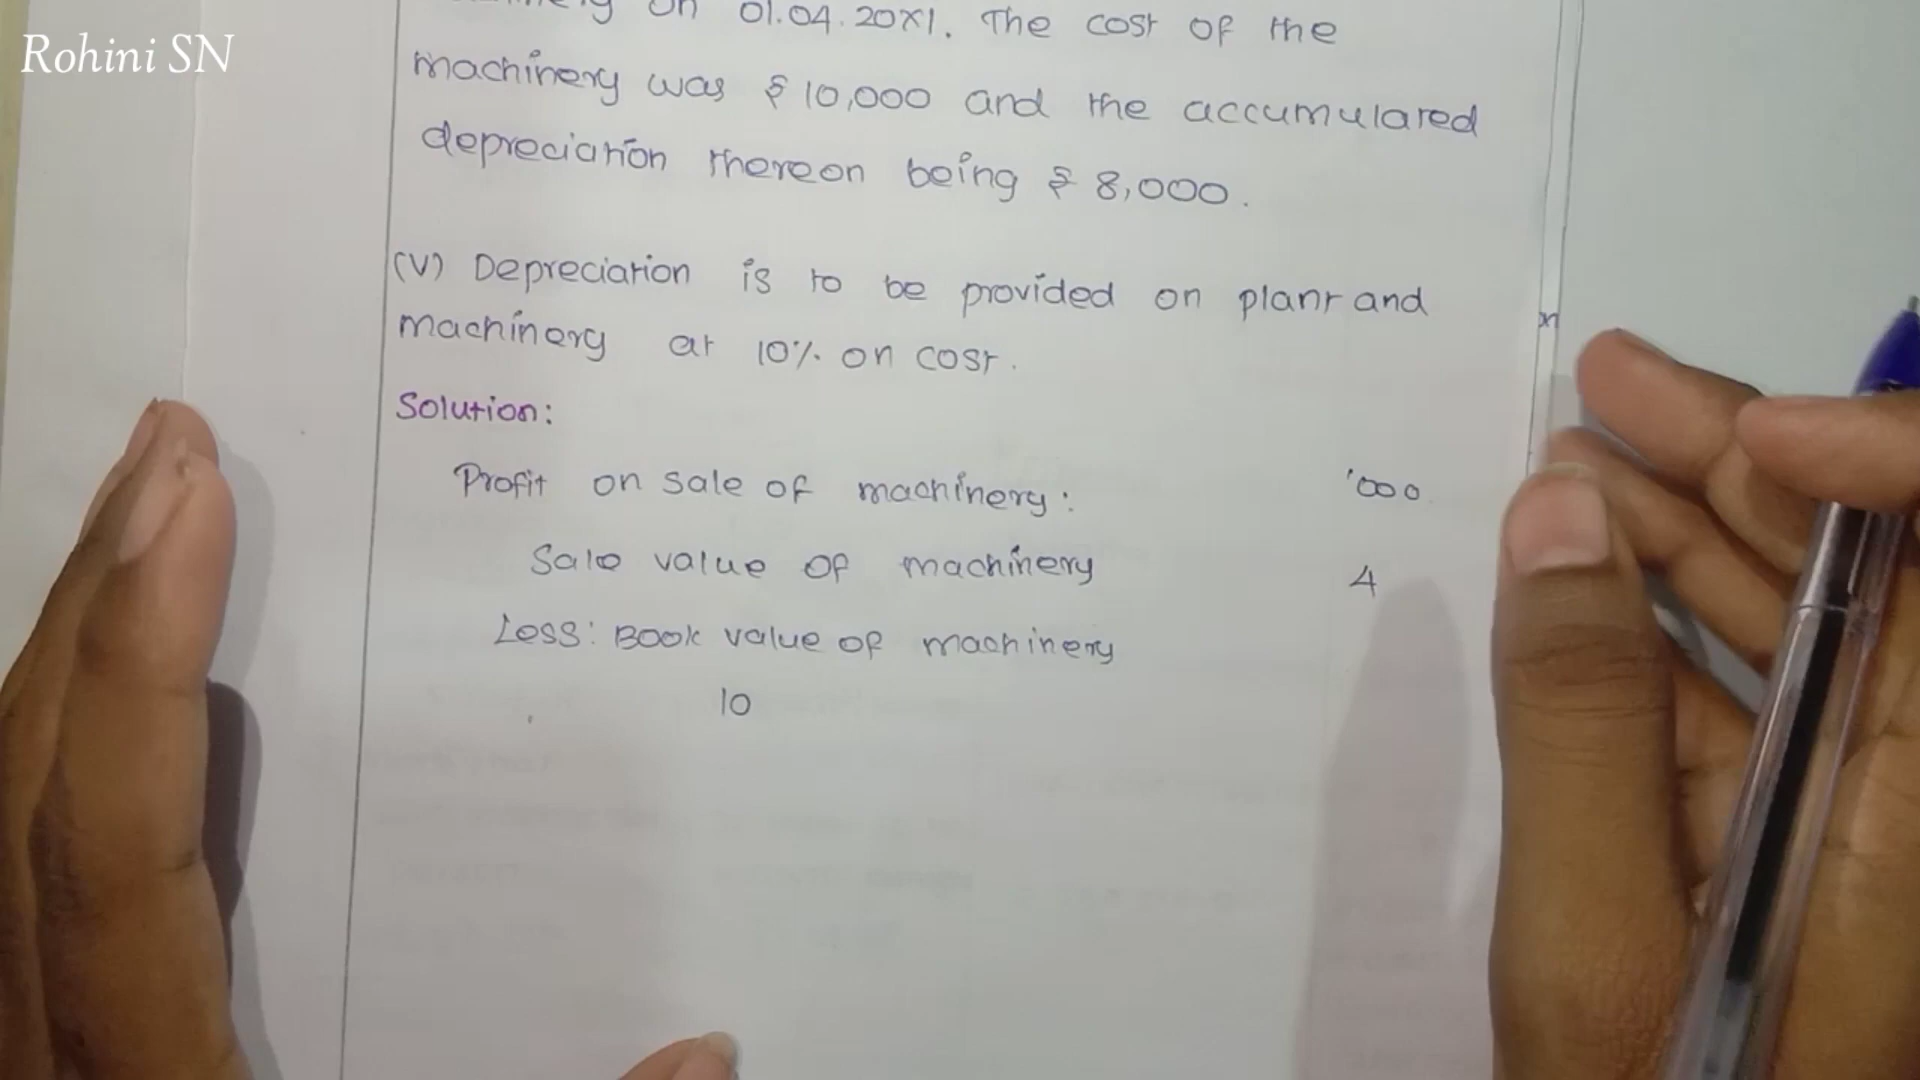 Rohini SN
on 01.04.20X1. The cost of the
machinery was ₹ 10,000 and the accumulated
depreciation thereon being ₹ 8,000.
(V) Depreciation is to be provided on plant and
machinery at 10% on cost.
Solution:
Profit on sale of machinery: '000
Sale value of machinery 4
Less: Book value of machinery
10